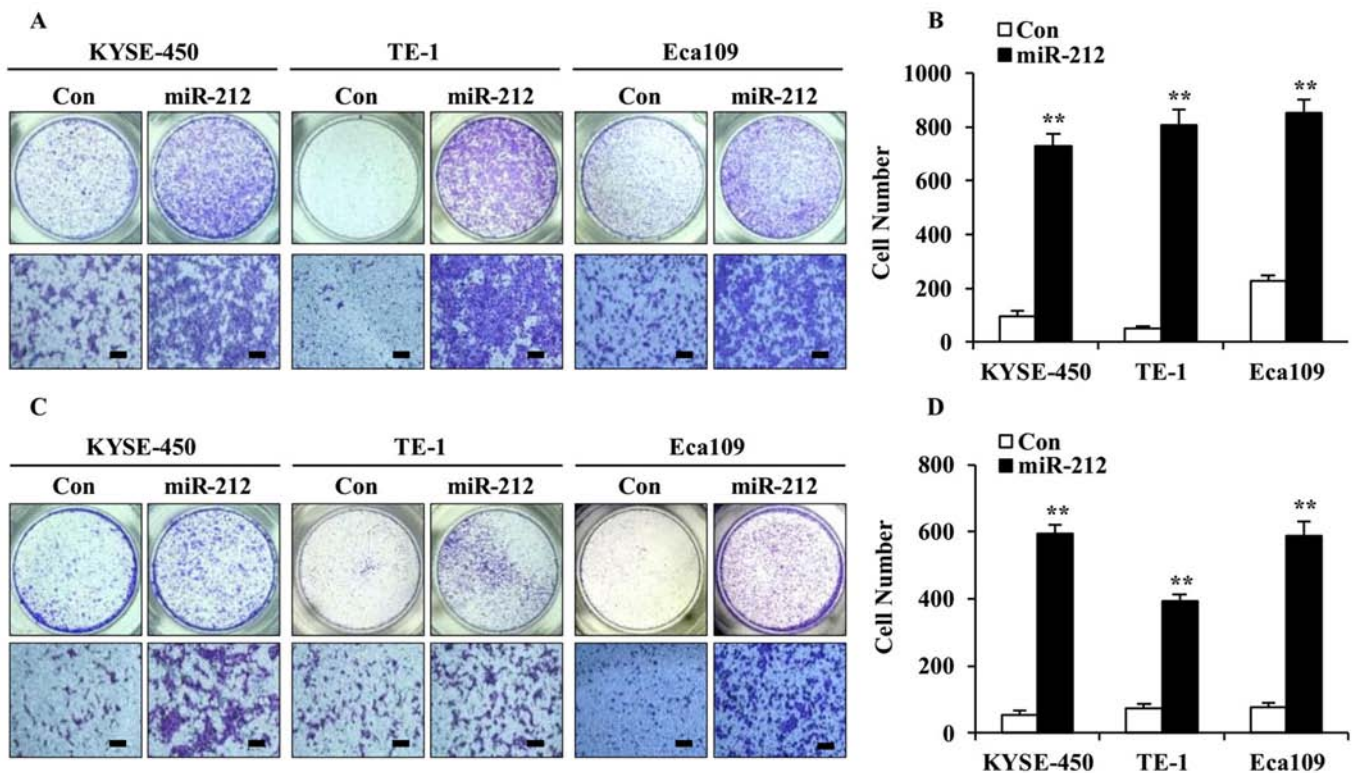 A
KYSE-450 TE-1 Eca109
Con miR-212 Con miR-212 Con miR-212
B
Con
miR-212
1000
800
600
400
200
0
Cell Number
** ** **
KYSE-450 TE-1 Eca109
C
KYSE-450 TE-1 Eca109
Con miR-212 Con miR-212 Con miR-212
D
Con
miR-212
800
600
400
200
0
Cell Number
** ** **
KYSE-450 TE-1 Eca109